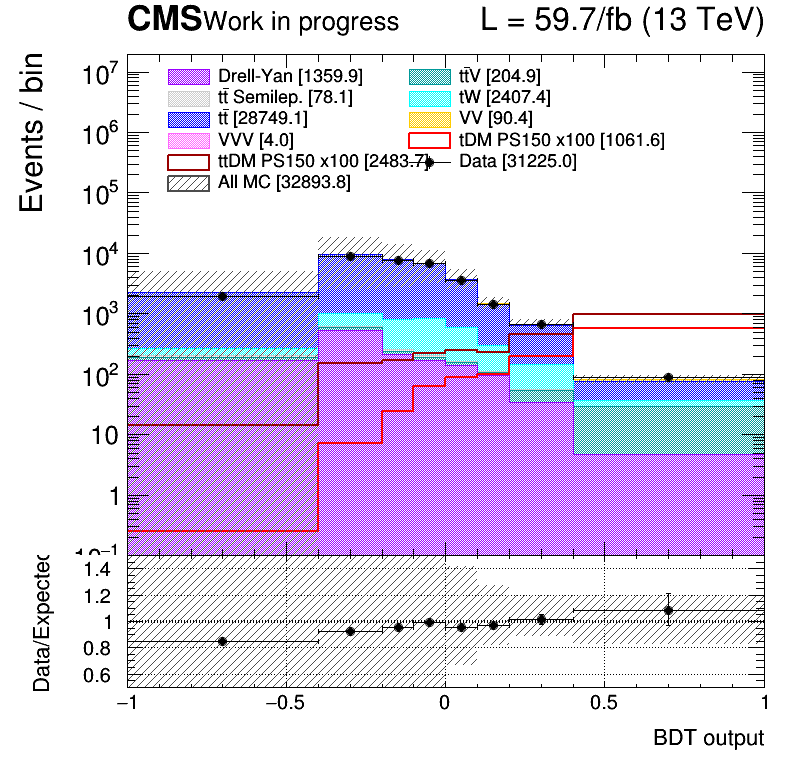 CMS Work in progress L = 59.7/fb (13 TeV)
Events / bin
10⁷
10⁶
10⁵
10⁴
10³
10²
10
1
10⁻¹
Drell-Yan [1359.9]
tt̄V [204.9]
tt̄ Semilep. [78.1]
tW [2407.4]
tt̄ [28749.1]
VV [90.4]
VVV [4.0]
tDM PS150 x100 [1061.6]
ttDM PS150 x100 [2483.7]
Data [31225.0]
All MC [32893.8]
Data/Expected
1.4
1.2
1
0.8
0.6
−1 −0.5 0 0.5 1
BDT output